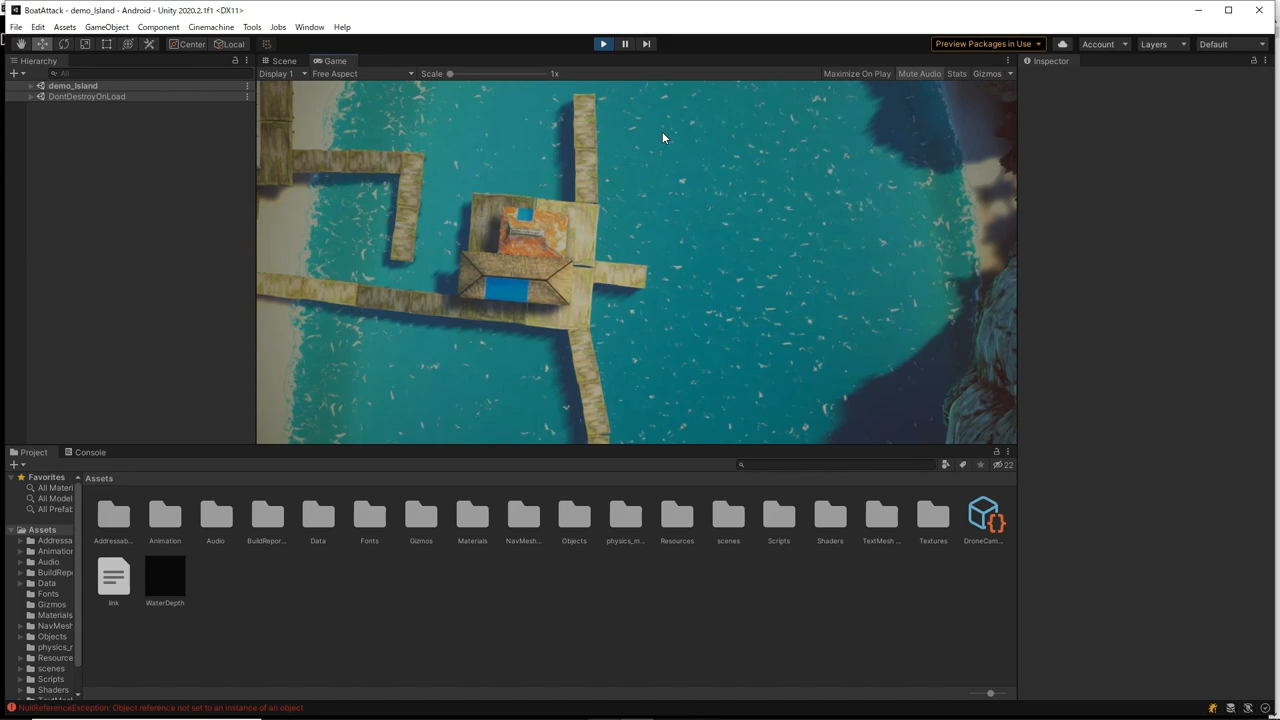 BoatAttack - demo_Island - Android - Unity 2020.2.1f1 <DX11>
File Edit Assets GameObject Component Cinemachine Tools Jobs Window Help
Center Local Preview Packages in Use Account Layers Default
Hierarchy Scene Game Inspector
All Display 1 Free Aspect Scale 1x Maximize On Play Mute Audio Stats Gizmos
demo_Island
DontDestroyOnLoad
Project Console
22
Favorites
All Materi
All Model
All Prefab
Assets
Addressa
Animation
Audio
BuildRepo
Data
Fonts
Gizmos
Materials
NavMesh
Objects
physics_r
Resource
scenes
Scripts
Shaders
Assets
Addressab... Animation Audio BuildRepor... Data Fonts Gizmos Materials NavMesh... Objects physics_m... Resources scenes Scripts Shaders TextMesh ... Textures DroneCam...
link WaterDepth
NullReferenceException: Object reference not set to an instance of an object